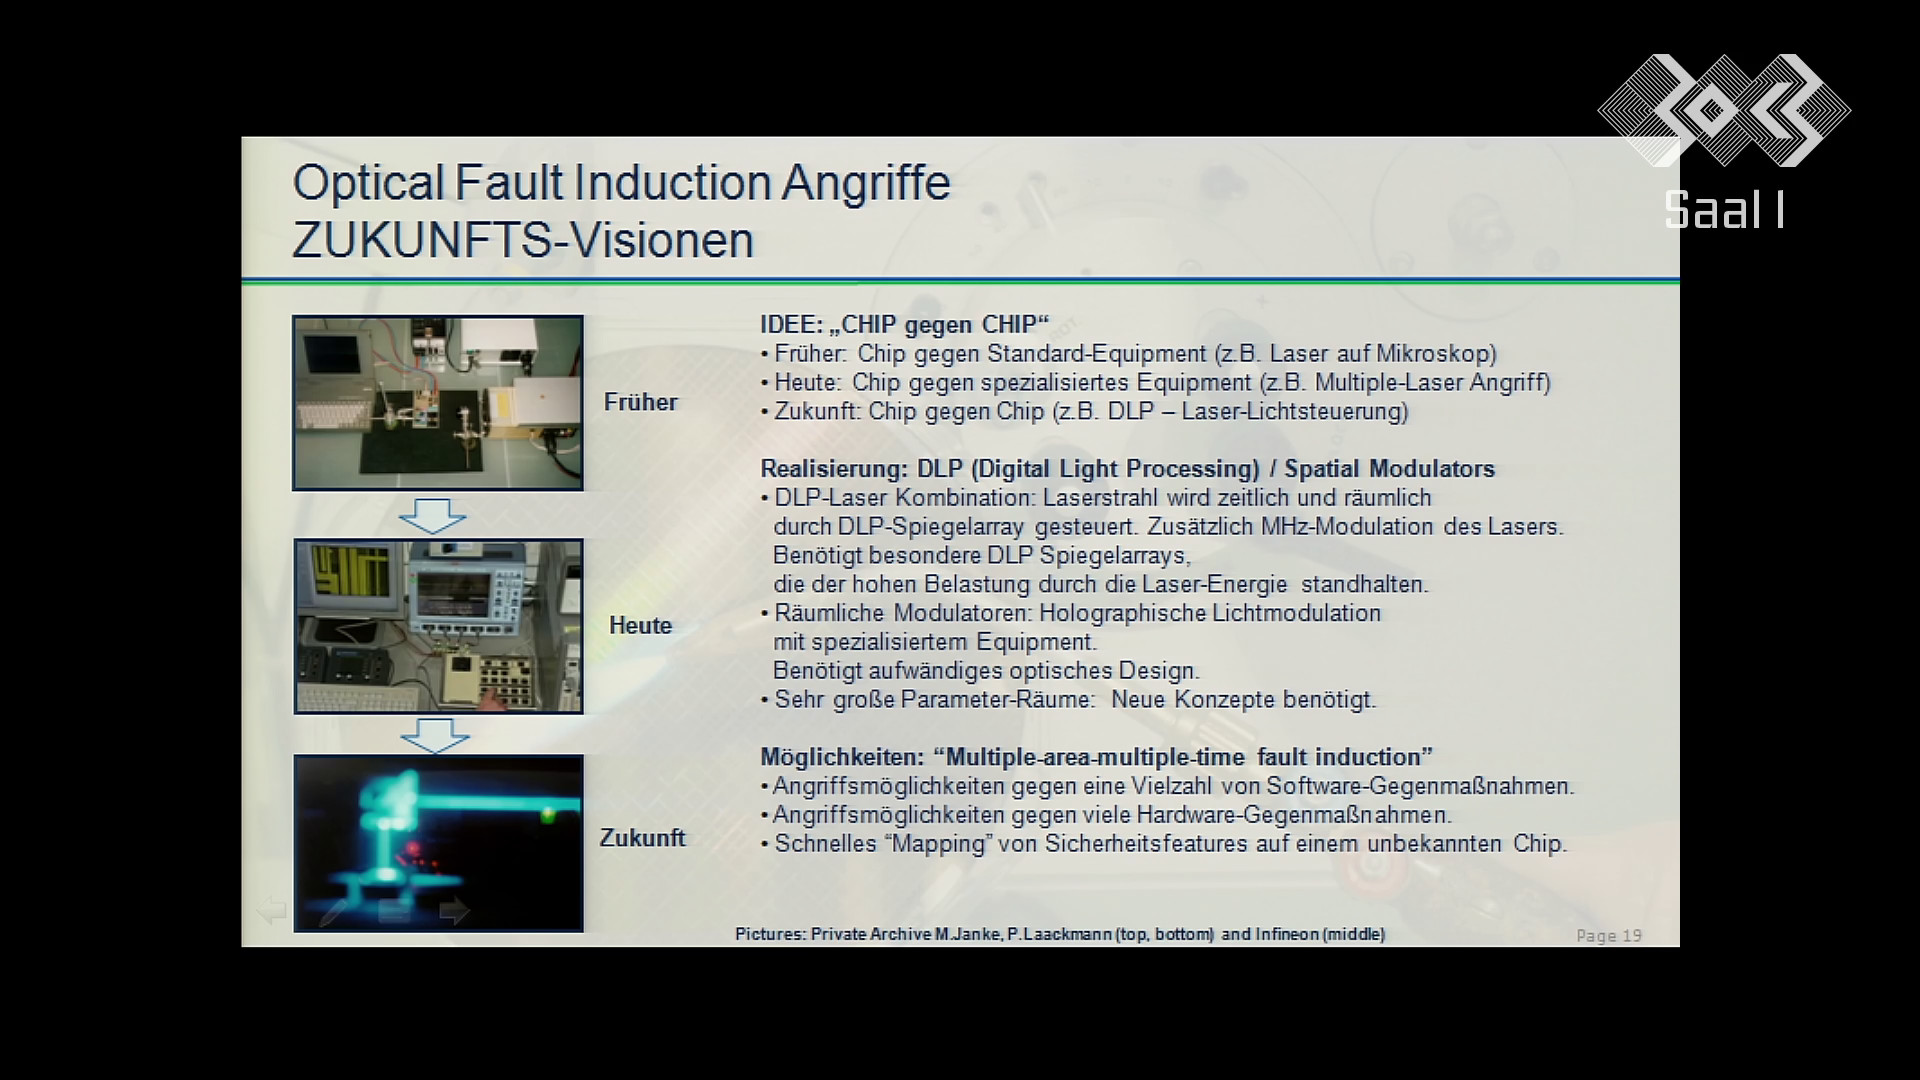 30C3
Saal 1
Optical Fault Induction Angriffe
ZUKUNFTS-Visionen
Früher
Heute
Zukunft
IDEE: „CHIP gegen CHIP“
• Früher: Chip gegen Standard-Equipment (z.B. Laser auf Mikroskop)
• Heute: Chip gegen spezialisiertes Equipment (z.B. Multiple-Laser Angriff)
• Zukunft: Chip gegen Chip (z.B. DLP – Laser-Lichtsteuerung)
Realisierung: DLP (Digital Light Processing) / Spatial Modulators
• DLP-Laser Kombination: Laserstrahl wird zeitlich und räumlich
durch DLP-Spiegelarray gesteuert. Zusätzlich MHz-Modulation des Lasers.
Benötigt besondere DLP Spiegelarrays,
die der hohen Belastung durch die Laser-Energie standhalten.
• Räumliche Modulatoren: Holographische Lichtmodulation
mit spezialisiertem Equipment.
Benötigt aufwändiges optisches Design.
• Sehr große Parameter-Räume: Neue Konzepte benötigt.
Möglichkeiten: “Multiple-area-multiple-time fault induction”
• Angriffsmöglichkeiten gegen eine Vielzahl von Software-Gegenmaßnahmen.
• Angriffsmöglichkeiten gegen viele Hardware-Gegenmaßnahmen.
• Schnelles “Mapping” von Sicherheitsfeatures auf einem unbekannten Chip.
Pictures: Private Archive M.Janke, P.Laackmann (top, bottom) and Infineon (middle)
Page 19